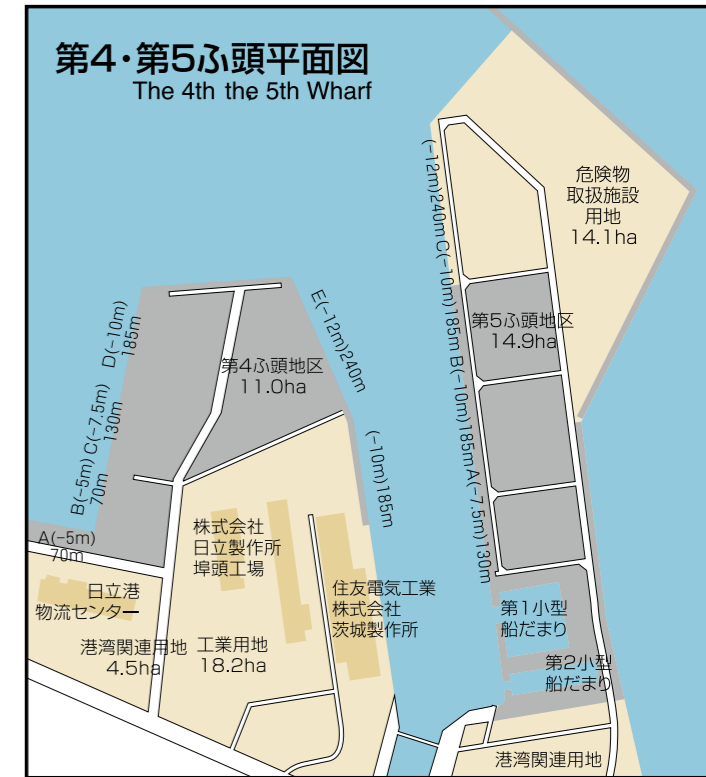 第4・第5ふ頭平面図
The 4th the 5th Wharf
危険物
取扱施設
用地
14.1ha
(-12m)240m C(-10m)185m B(-10m)185m A(-7.5m)130m
第5ふ頭地区
14.9ha
E(-12m)240m
(-10m)185m
第4ふ頭地区
11.0ha
D(-10m)
185m
C(-7.5m)
130m
B(-5m)
70m
A(-5m)
70m
株式会社
日立製作所
埠頭工場
日立港
物流センター
住友電気工業
株式会社
茨城製作所
第1小型
船だまり
第2小型
船だまり
港湾関連用地
4.5ha
工業用地
18.2ha
港湾関連用地